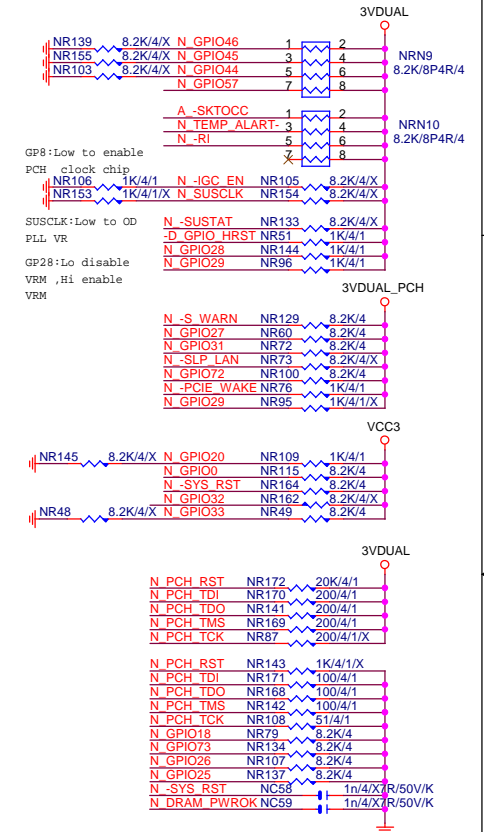 3VDUAL
NR139 8.2K/4/X N_GPIO46 1 2
NR155 8.2K/4/X N_GPIO45 3 4 NRN9
NR103 8.2K/4/X N_GPIO44 5 6 8.2K/8P4R/4
N_GPIO57 7 8
A_-SKTOCC 1 2
N_TEMP_ALART- 3 4 NRN10
N_-RI 5 6 8.2K/8P4R/4
7 8
GP8:Low to enable
PCH clock chip
NR106 1K/4/1 N_-IGC_EN NR105 8.2K/4/X
NR153 1K/4/1/X N_SUSCLK NR154 8.2K/4/X
SUSCLK:Low to OD
PLL VR
N_-SUSTAT NR133 8.2K/4/X
-D_GPIO_HRST NR51 1K/4/1
N_GPIO28 NR144 1K/4/1
N_GPIO29 NR96 1K/4/1
GP28:Lo disable
VRM ,Hi enable
VRM
3VDUAL_PCH
N_-S_WARN NR129 8.2K/4
N_GPIO27 NR60 8.2K/4
N_GPIO31 NR72 8.2K/4
N_-SLP_LAN NR73 8.2K/4/X
N_GPIO72 NR100 8.2K/4
N_-PCIE_WAKE NR76 1K/4/1
N_GPIO29 NR95 1K/4/1/X
VCC3
NR145 8.2K/4/X N_GPIO20 NR109 1K/4/1
N_GPIO0 NR115 8.2K/4
N_-SYS_RST NR164 8.2K/4
N_GPIO32 NR162 8.2K/4/X
NR48 8.2K/4/X N_GPIO33 NR49 8.2K/4
3VDUAL
N_PCH_RST NR172 20K/4/1
N_PCH_TDI NR170 200/4/1
N_PCH_TDO NR141 200/4/1
N_PCH_TMS NR169 200/4/1
N_PCH_TCK NR87 200/4/1/X
N_PCH_RST NR143 1K/4/1/X
N_PCH_TDI NR171 100/4/1
N_PCH_TDO NR168 100/4/1
N_PCH_TMS NR142 100/4/1
N_PCH_TCK NR108 51/4/1
N_GPIO18 NR79 8.2K/4
N_GPIO73 NR134 8.2K/4
N_GPIO26 NR107 8.2K/4
N_GPIO25 NR137 8.2K/4
N_-SYS_RST NC58 1n/4/X7R/50V/K
N_DRAM_PWROK NC59 1n/4/X7R/50V/K